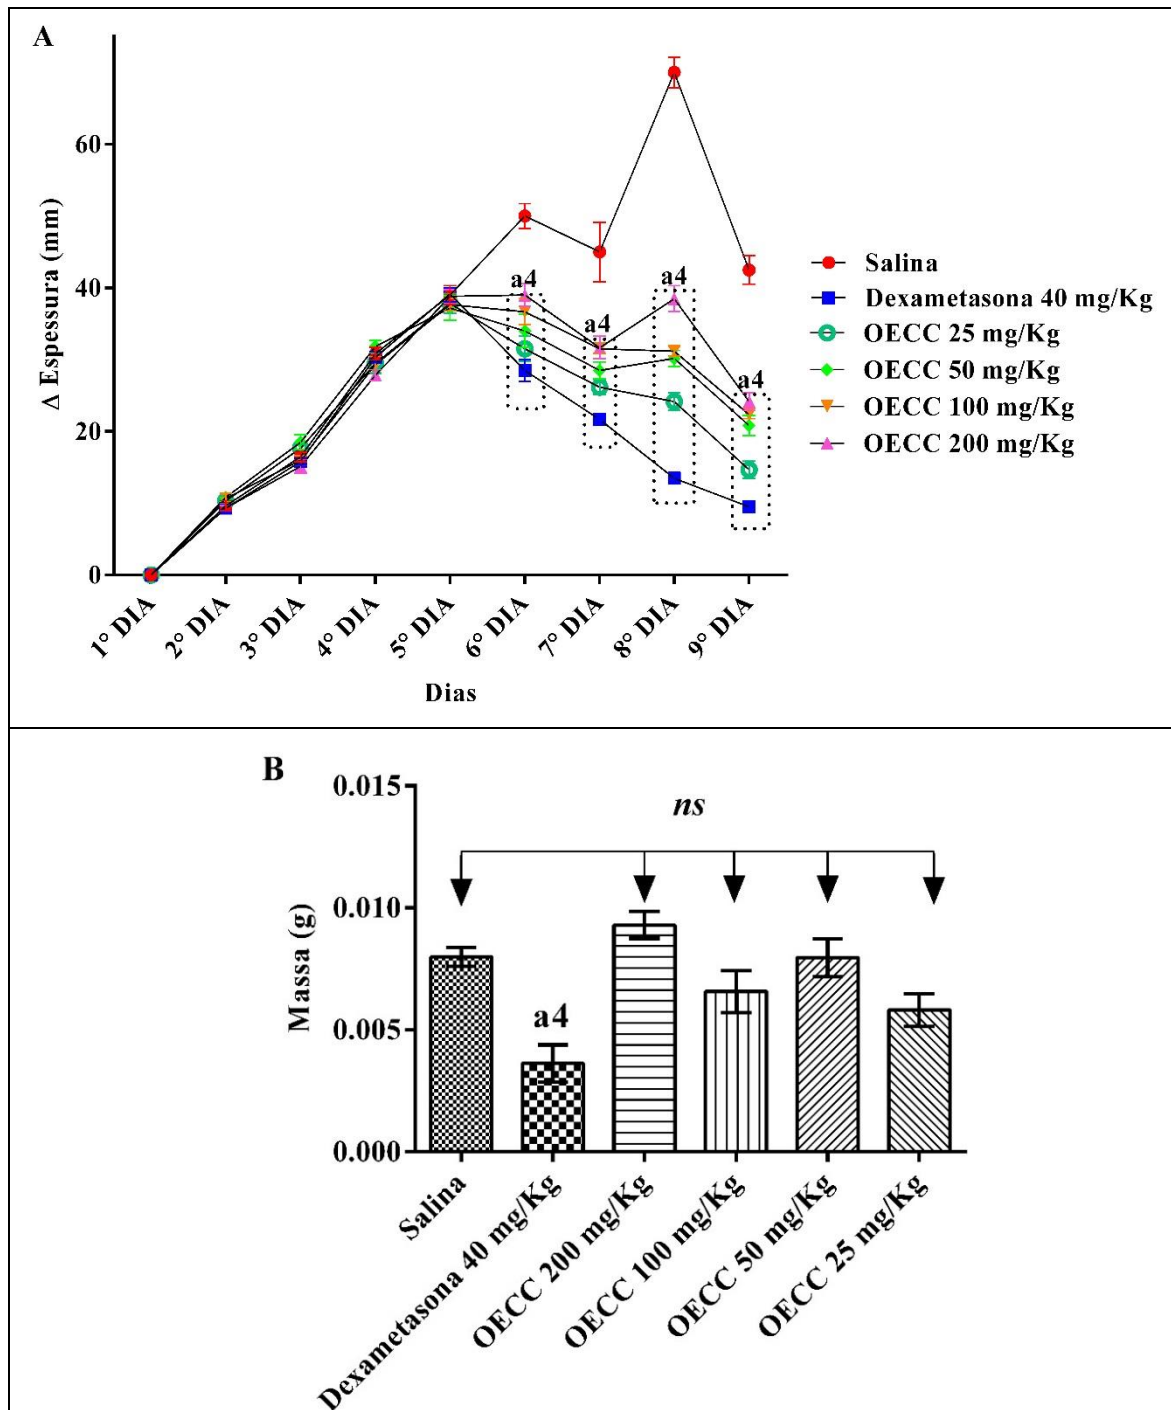 A
Δ Espessura (mm)
60
40
20
0
a4
a4
a4
a4
1° DIA
2° DIA
3° DIA
4° DIA
5° DIA
6° DIA
7° DIA
8° DIA
9° DIA
Dias
Salina
Dexametasona 40 mg/Kg
OECC 25 mg/Kg
OECC 50 mg/Kg
OECC 100 mg/Kg
OECC 200 mg/Kg
B
Massa (g)
0.015
0.010
0.005
0.000
ns
a4
Salina
Dexametasona 40 mg/Kg
OECC 200 mg/Kg
OECC 100 mg/Kg
OECC 50 mg/Kg
OECC 25 mg/Kg